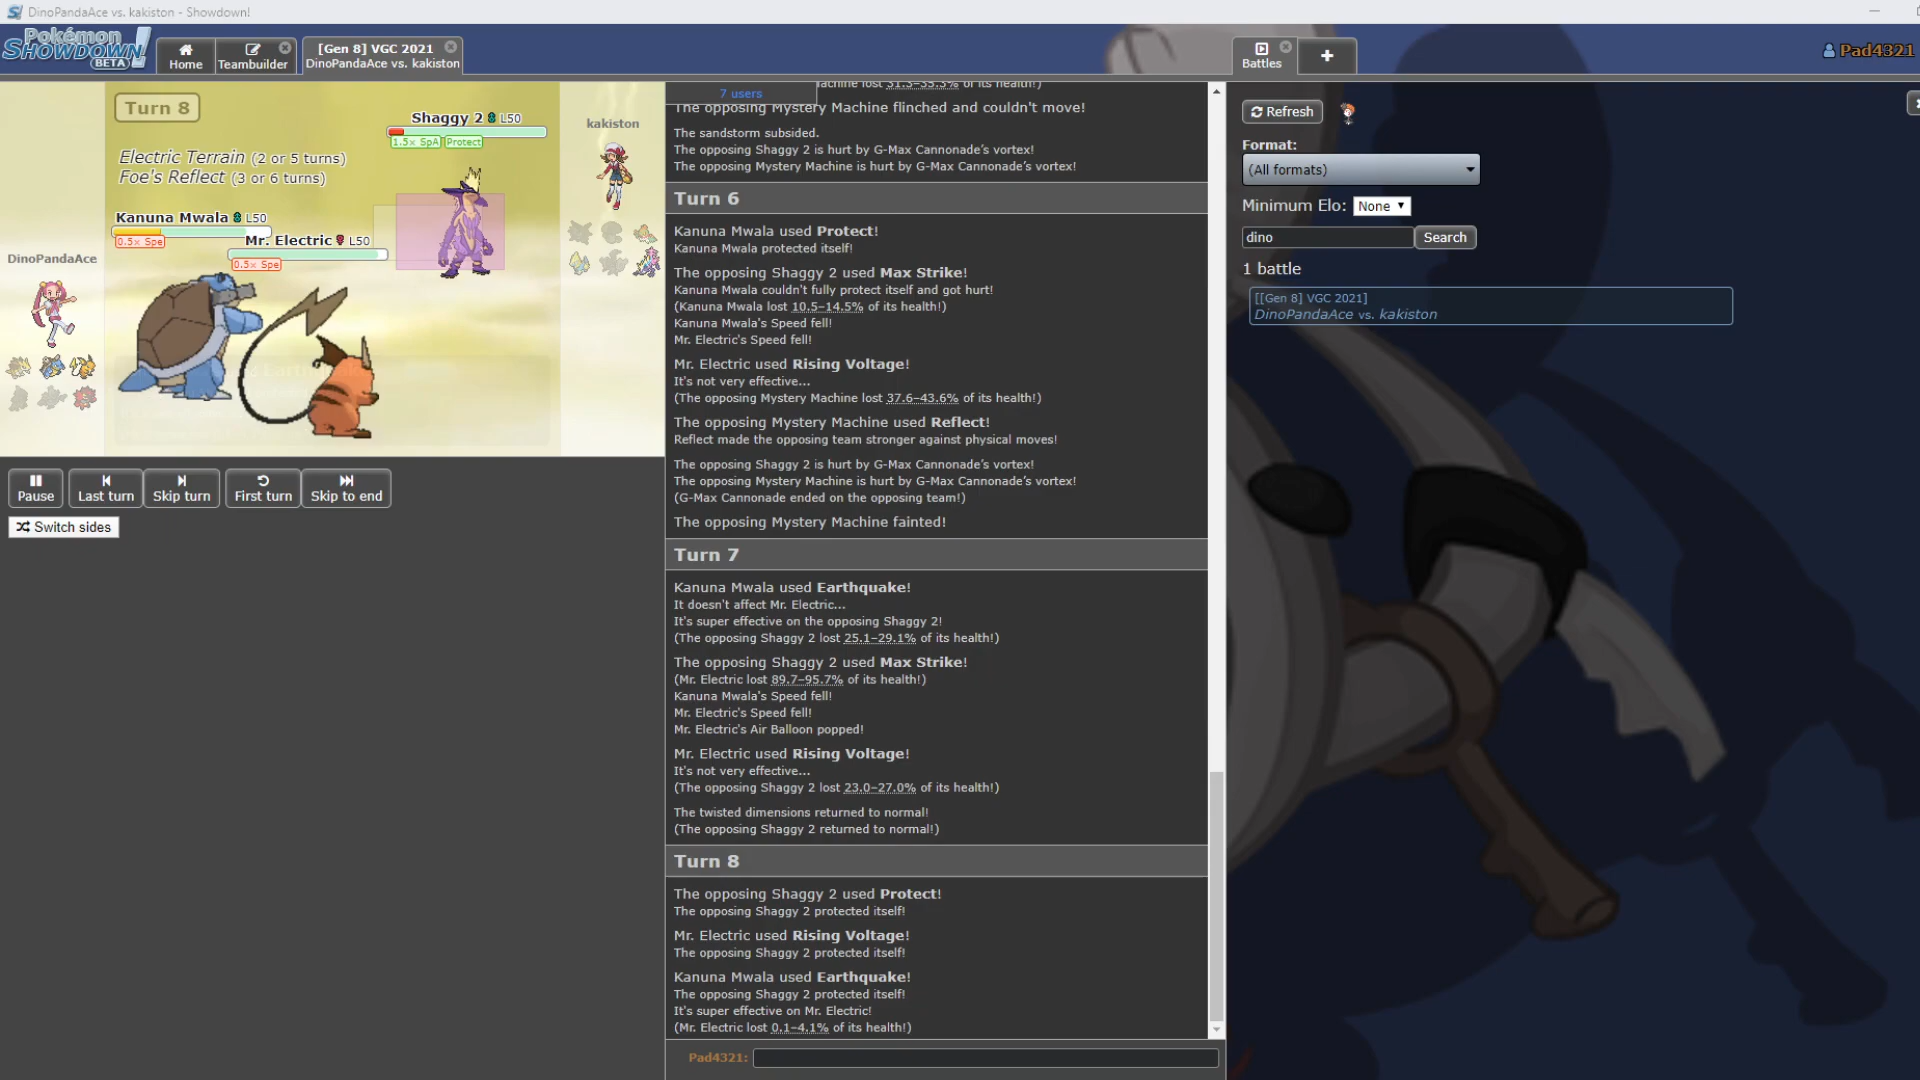 DinoPandaAce vs. kakiston - Showdown!
Pokémon
SHOWDOWN!
BETA
Home
Teambuilder
[Gen 8] VGC 2021
DinoPandaAce vs. kakiston
Battles
+
Pad4321
Turn 8
Electric Terrain (2 or 5 turns)
Foe's Reflect (3 or 6 turns)
Shaggy 2 L50
1.5× SpA Protect
kakiston
Kanuna Mwala L50
0.5× Spe
Mr. Electric L50
0.5× Spe
DinoPandaAce
Pause
Last turn
Skip turn
First turn
Skip to end
Switch sides
7 users
The opposing Mystery Machine flinched and couldn't move!
The sandstorm subsided.
The opposing Shaggy 2 is hurt by G-Max Cannonade's vortex!
The opposing Mystery Machine is hurt by G-Max Cannonade's vortex!
Turn 6
Kanuna Mwala used Protect!
Kanuna Mwala protected itself!
The opposing Shaggy 2 used Max Strike!
Kanuna Mwala couldn't fully protect itself and got hurt!
(Kanuna Mwala lost 10.5–14.5% of its health!)
Kanuna Mwala's Speed fell!
Mr. Electric's Speed fell!
Mr. Electric used Rising Voltage!
It's not very effective...
(The opposing Mystery Machine lost 37.6–43.6% of its health!)
The opposing Mystery Machine used Reflect!
Reflect made the opposing team stronger against physical moves!
The opposing Shaggy 2 is hurt by G-Max Cannonade's vortex!
The opposing Mystery Machine is hurt by G-Max Cannonade's vortex!
(G-Max Cannonade ended on the opposing team!)
The opposing Mystery Machine fainted!
Turn 7
Kanuna Mwala used Earthquake!
It doesn't affect Mr. Electric...
It's super effective on the opposing Shaggy 2!
(The opposing Shaggy 2 lost 25.1–29.1% of its health!)
The opposing Shaggy 2 used Max Strike!
(Mr. Electric lost 89.7–95.7% of its health!)
Kanuna Mwala's Speed fell!
Mr. Electric's Speed fell!
Mr. Electric's Air Balloon popped!
Mr. Electric used Rising Voltage!
It's not very effective...
(The opposing Shaggy 2 lost 23.0–27.0% of its health!)
The twisted dimensions returned to normal!
(The opposing Shaggy 2 returned to normal!)
Turn 8
The opposing Shaggy 2 used Protect!
The opposing Shaggy 2 protected itself!
Mr. Electric used Rising Voltage!
The opposing Shaggy 2 protected itself!
Kanuna Mwala used Earthquake!
The opposing Shaggy 2 protected itself!
It's super effective on Mr. Electric!
(Mr. Electric lost 0.1–4.1% of its health!)
Pad4321:
Refresh
Format:
(All formats)
Minimum Elo: None
dino Search
1 battle
[[Gen 8] VGC 2021]
DinoPandaAce vs. kakiston